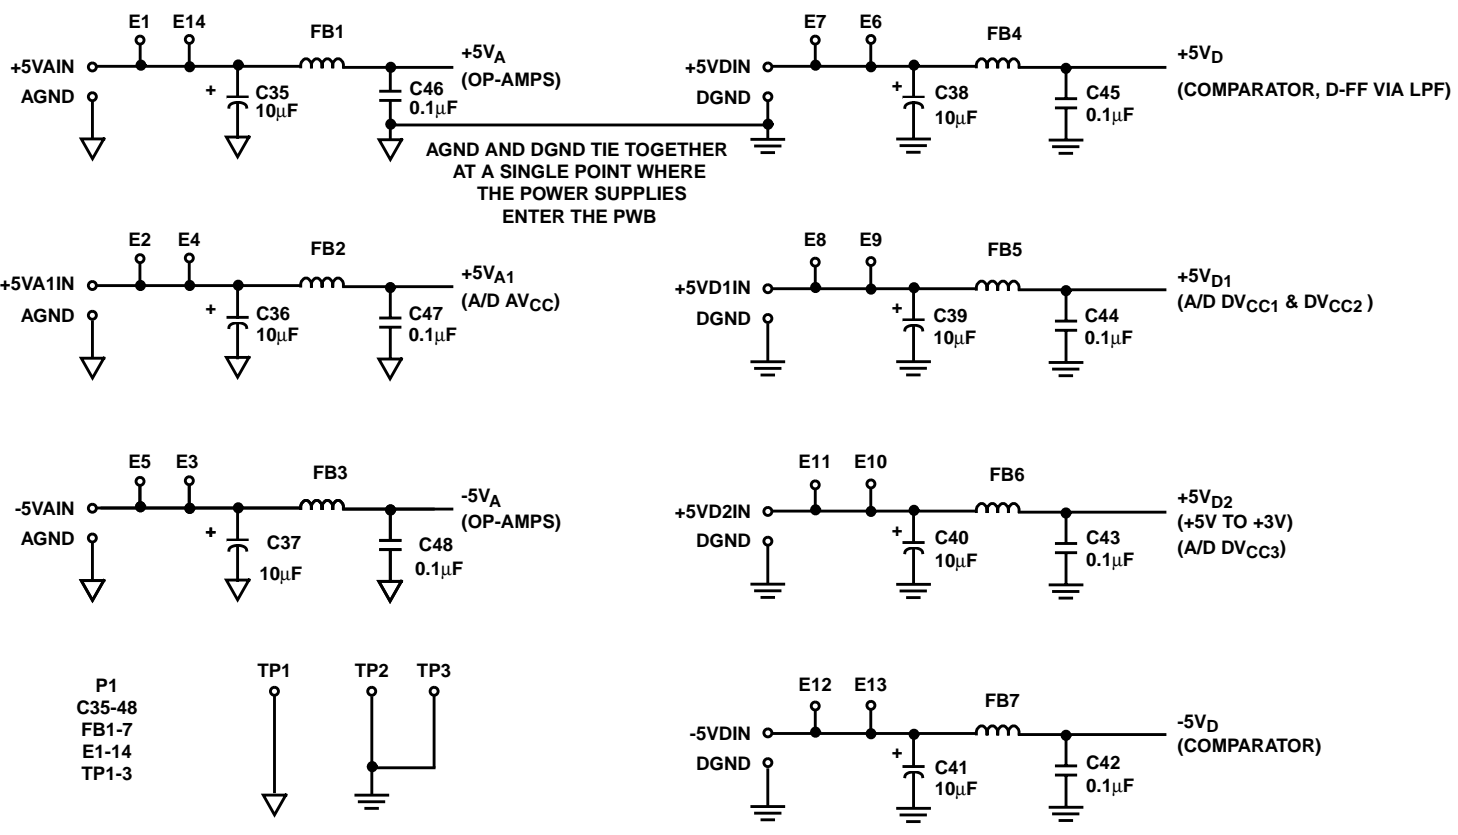 E1 E14
FB1
+5VAIN
AGND
+ C35
10μF
C46
0.1μF
+5VA
(OP-AMPS)
E7 E6
FB4
+5VDIN
DGND
+ C38
10μF
C45
0.1μF
+5VD
(COMPARATOR, D-FF VIA LPF)
AGND AND DGND TIE TOGETHER
AT A SINGLE POINT WHERE
THE POWER SUPPLIES
ENTER THE PWB
E2 E4
FB2
+5VA1IN
AGND
+ C36
10μF
C47
0.1μF
+5VA1
(A/D AVCC)
E8 E9
FB5
+5VD1IN
DGND
+ C39
10μF
C44
0.1μF
+5VD1
(A/D DVCC1 & DVCC2 )
E5 E3
FB3
-5VAIN
AGND
+ C37
10μF
C48
0.1μF
-5VA
(OP-AMPS)
E11 E10
FB6
+5VD2IN
DGND
+ C40
10μF
C43
0.1μF
+5VD2
(+5V TO +3V)
(A/D DVCC3)
P1
C35-48
FB1-7
E1-14
TP1-3
TP1 TP2 TP3
E12 E13
FB7
-5VDIN
DGND
+ C41
10μF
C42
0.1μF
-5VD
(COMPARATOR)